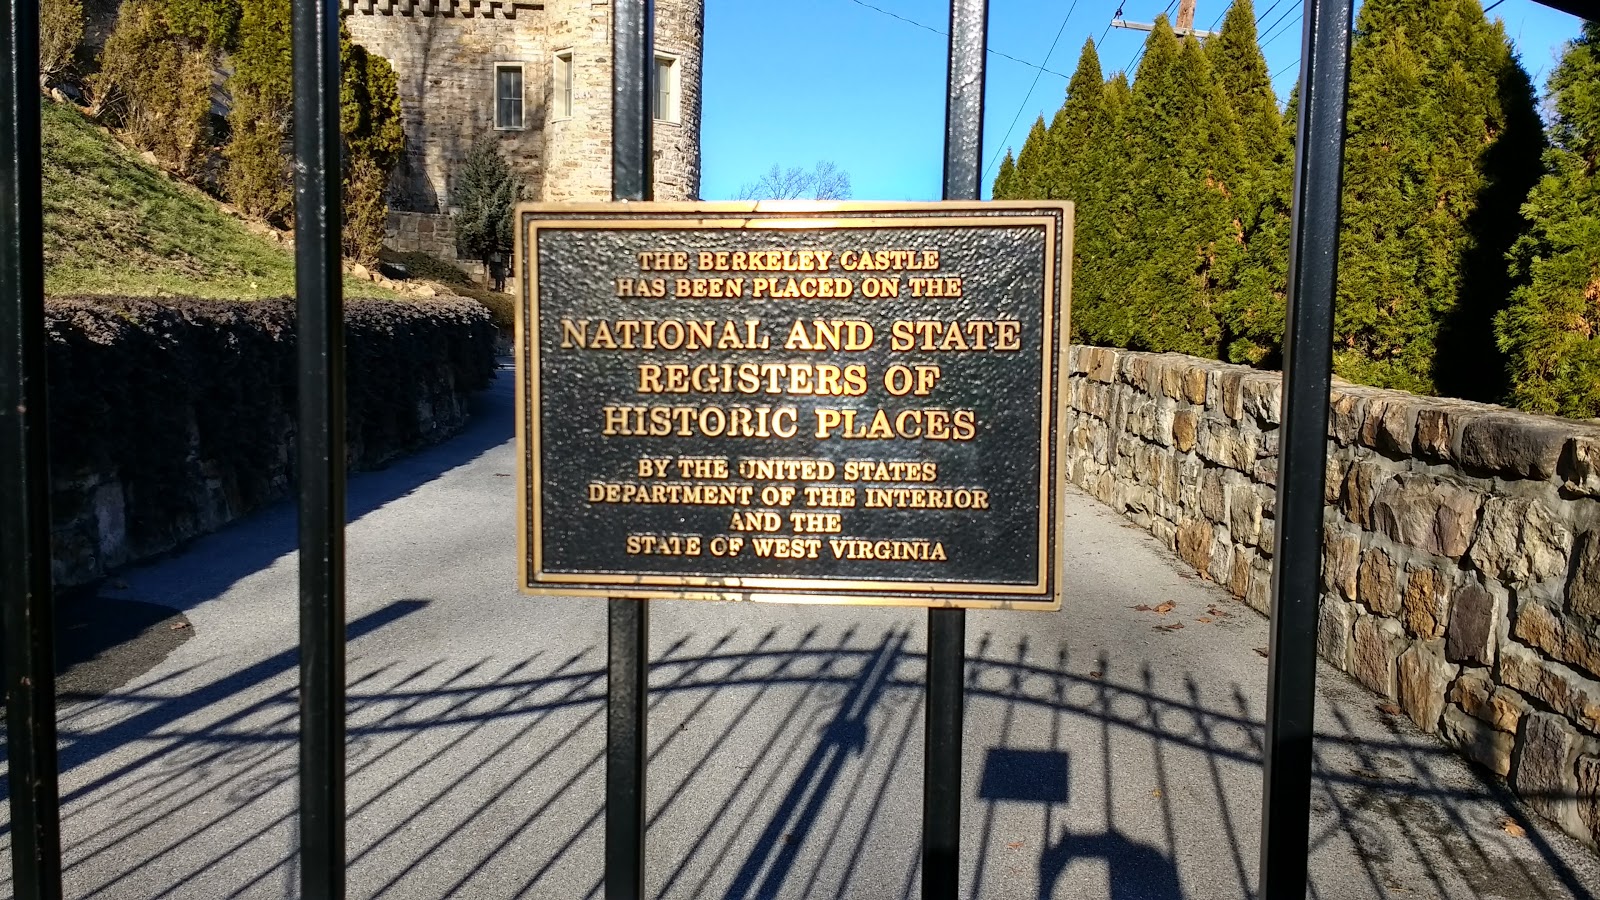 THE BERKELEY CASTLE
HAS BEEN PLACED ON THE
NATIONAL AND STATE
REGISTERS OF
HISTORIC PLACES
BY THE UNITED STATES
DEPARTMENT OF THE INTERIOR
AND THE
STATE OF WEST VIRGINIA